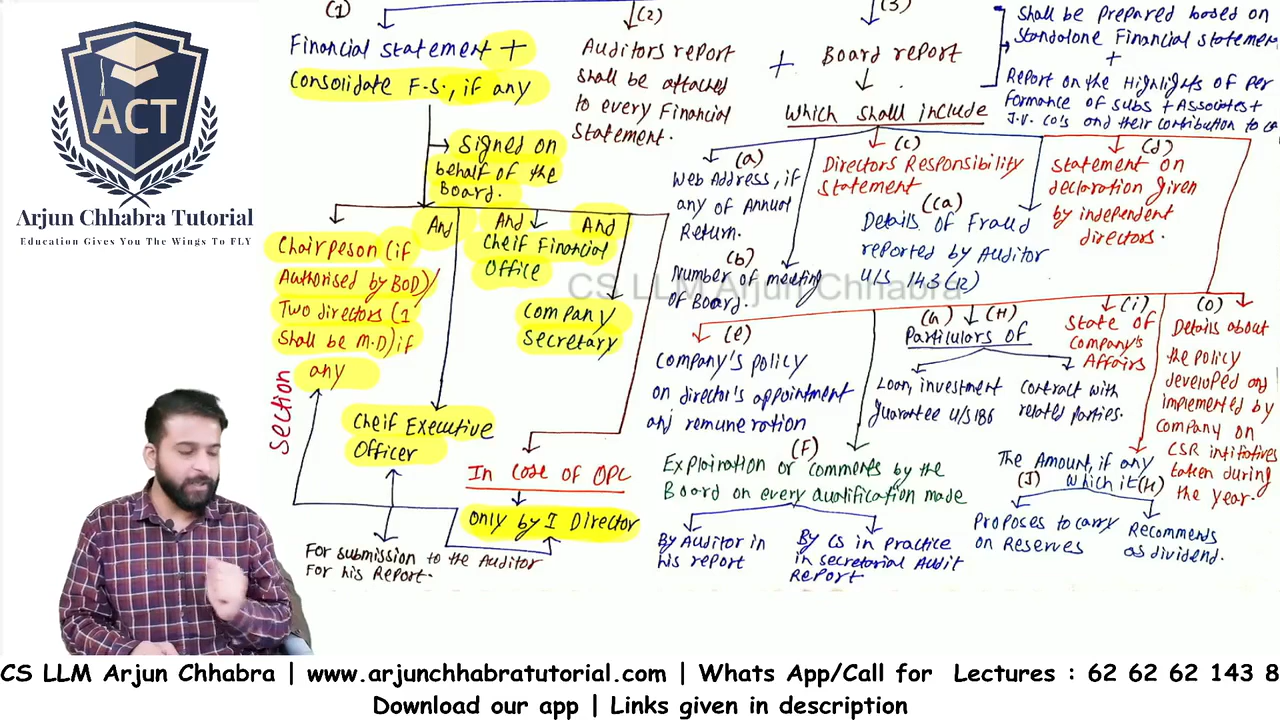 (1)
(2)
(3)
Financial statement +
Consolidate F.S., if any
Auditors report
shall be attached
to every Financial
Statement.
+
Board report
Which shall include
Shall be prepared based on
Standalone Financial Statemen
+
Report on the Highlights of Per
formance of subs + Associates +
J.V. Co's and their contribution to co
Signed on
behalf of the
Board.
And
And
And
Chairpeson (if
Authorised by BOD)/
Two directors (1
Shall be M.D) if
any
Cheif Financial
Office
Company
Secretary
Cheif Executive
Officer
In Case of OPC
only by 1 Director
For submission to the Auditor
For his Report.
Section
(a)
Web Address, if
any of Annual
Return.
(b)
Number of meeting
of Board.
(c)
Directors Responsibility
Statement
(ca)
Details of Fraud
reported by Auditor
U/S 143(12)
(d)
Statement on
declaration given
by independent
directors.
(e)
Company's policy
on director's appointment
and remuneration
(F)
Explairation or comments by the
Board on every qualification made
By Auditor in
his report
By CS in Practice
in secretarial Audit
Report
(H)
Particulars of
Loan, investment
guarantee u/s 186
Contract with
related parties.
(i)
State of
Company's
Affairs
The Amount, if any
which it
(J)
Proposes to carry
on Reserves
Recommends
as dividend.
(o)
Details about
the policy
developed and
implemented by
company on
CSR intitiatives
taken during
the year.
CS LLM Arjun Chhabra
ACT
Arjun Chhabra Tutorial
Education Gives You The Wings To FLY
CS LLM Arjun Chhabra | www.arjunchhabratutorial.com | Whats App/Call for Lectures : 62 62 62 143 8
Download our app | Links given in description